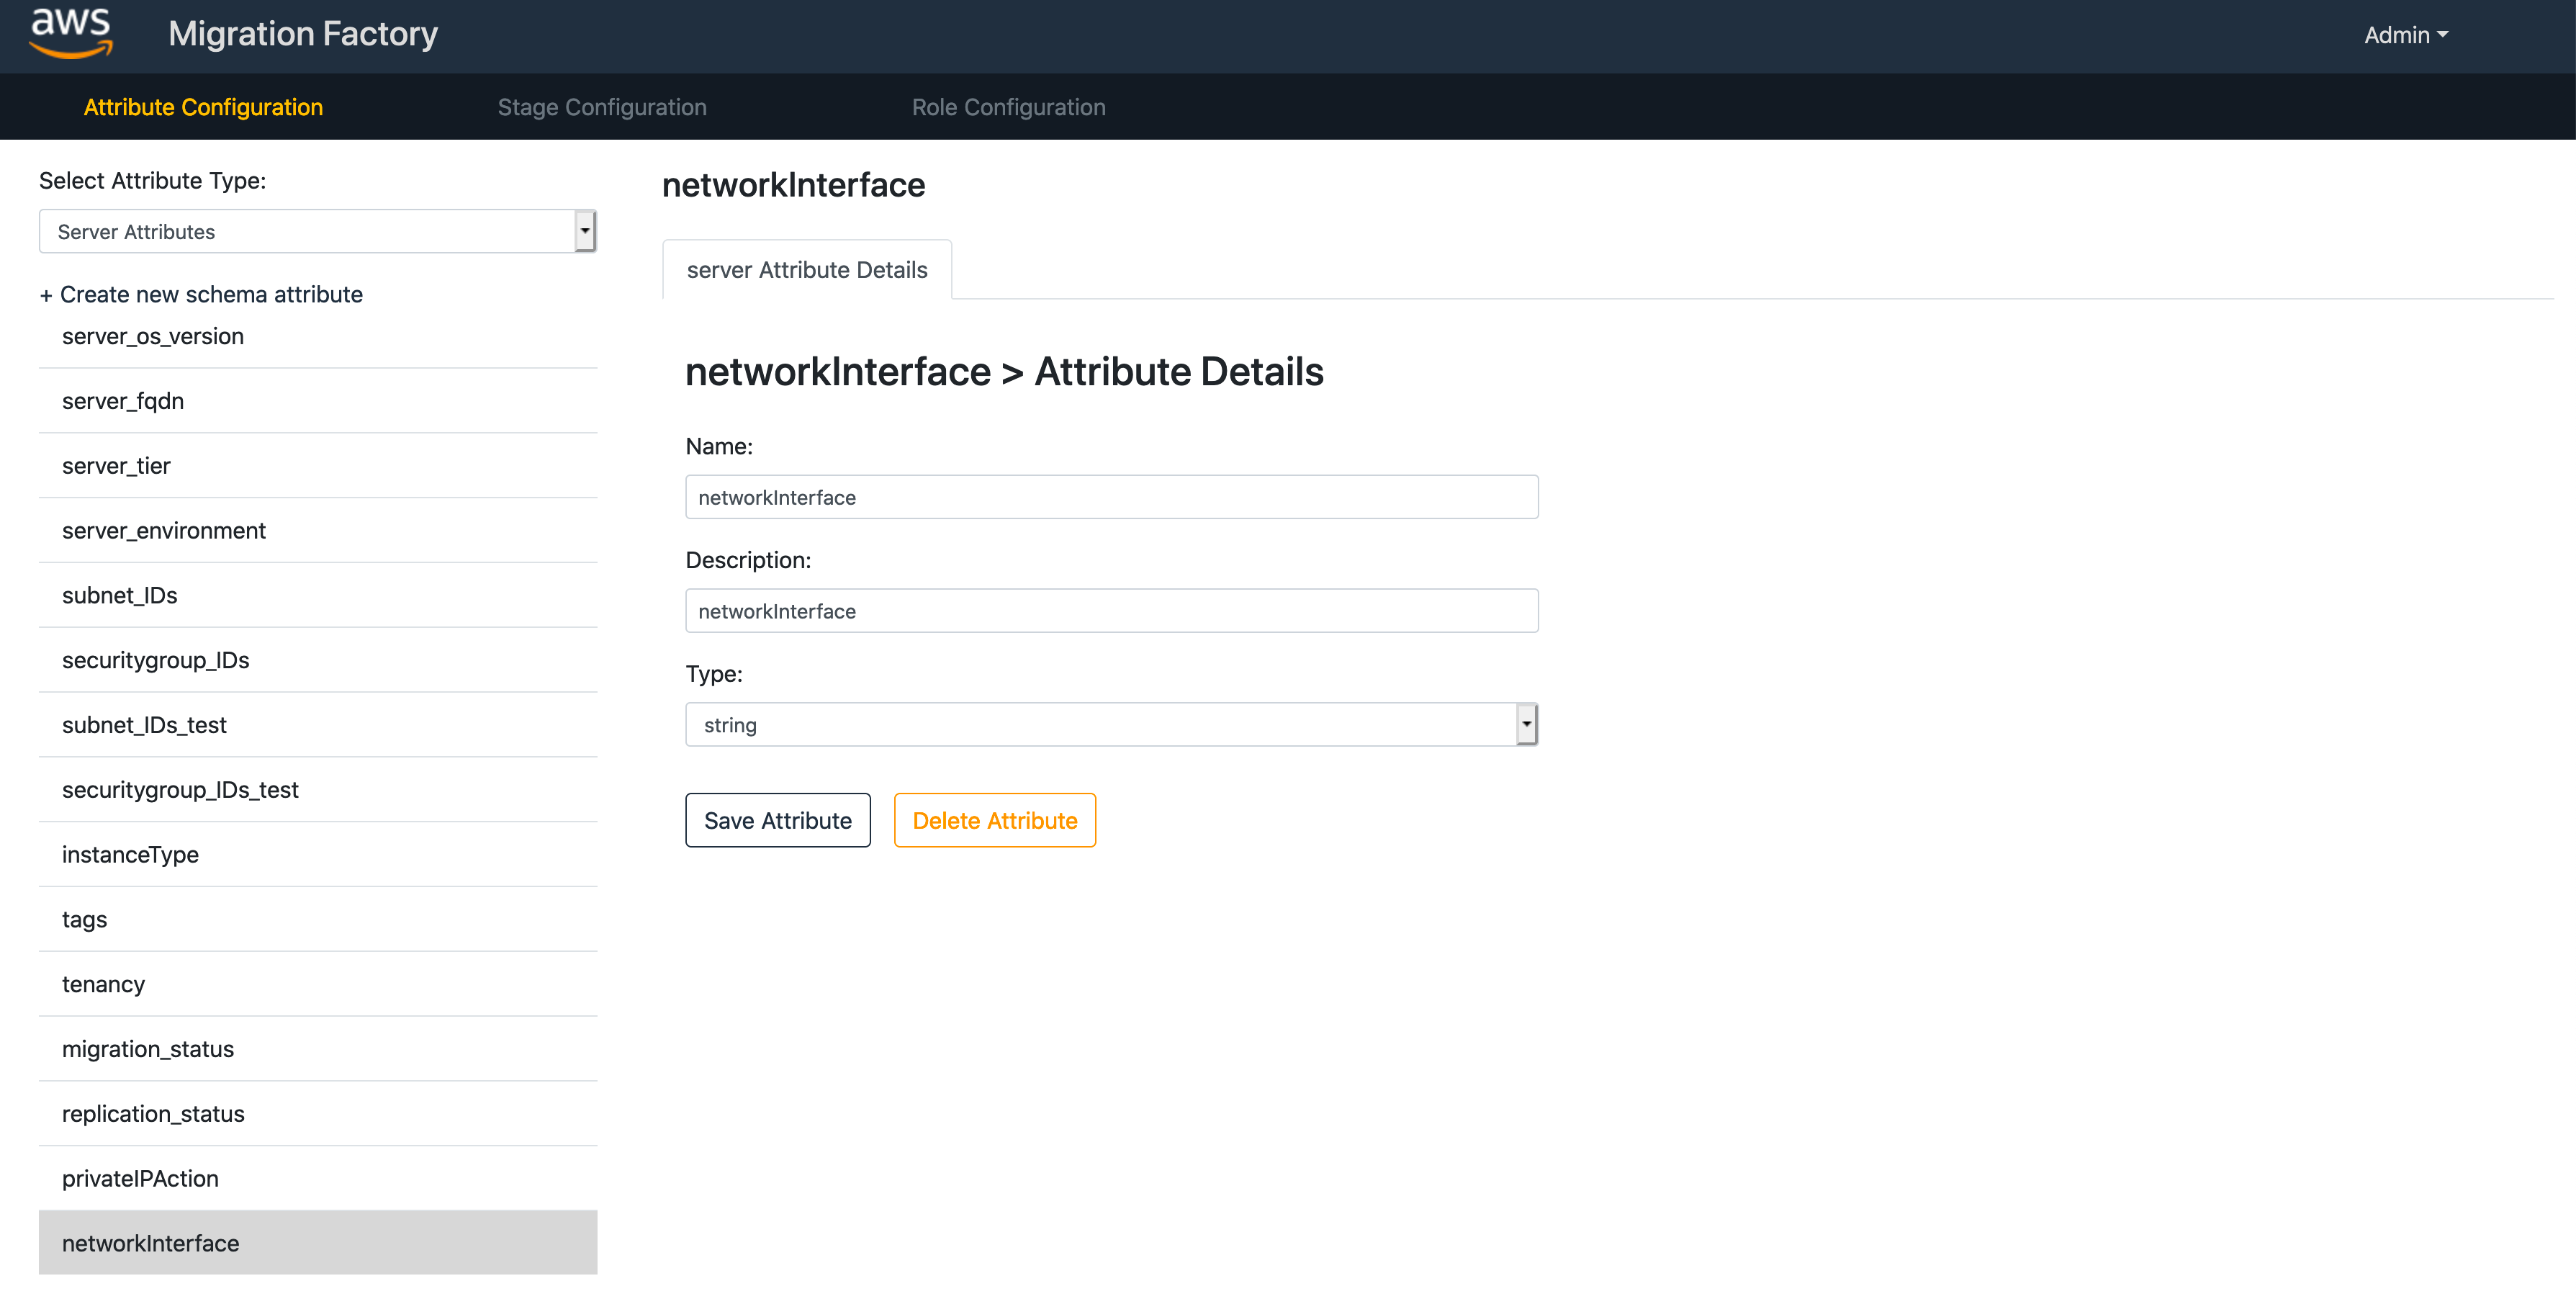 aws
Migration Factory
Admin
Attribute Configuration
Stage Configuration
Role Configuration
Select Attribute Type:
Server Attributes
+ Create new schema attribute
server_os_version
server_fqdn
server_tier
server_environment
subnet_IDs
securitygroup_IDs
subnet_IDs_test
securitygroup_IDs_test
instanceType
tags
tenancy
migration_status
replication_status
privateIPAction
networkInterface
networkInterface
server Attribute Details
networkInterface > Attribute Details
Name:
networkInterface
Description:
networkInterface
Type:
string
Save Attribute
Delete Attribute